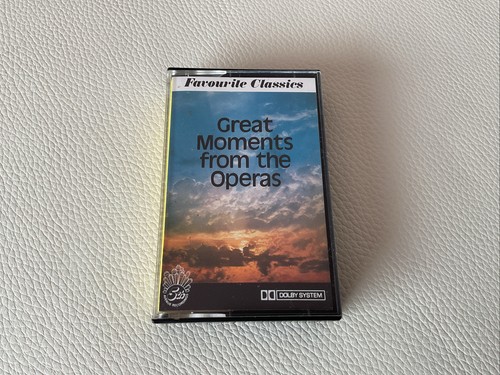 Favourite Classics
Great
Moments
from the
Operas
DOLBY SYSTEM